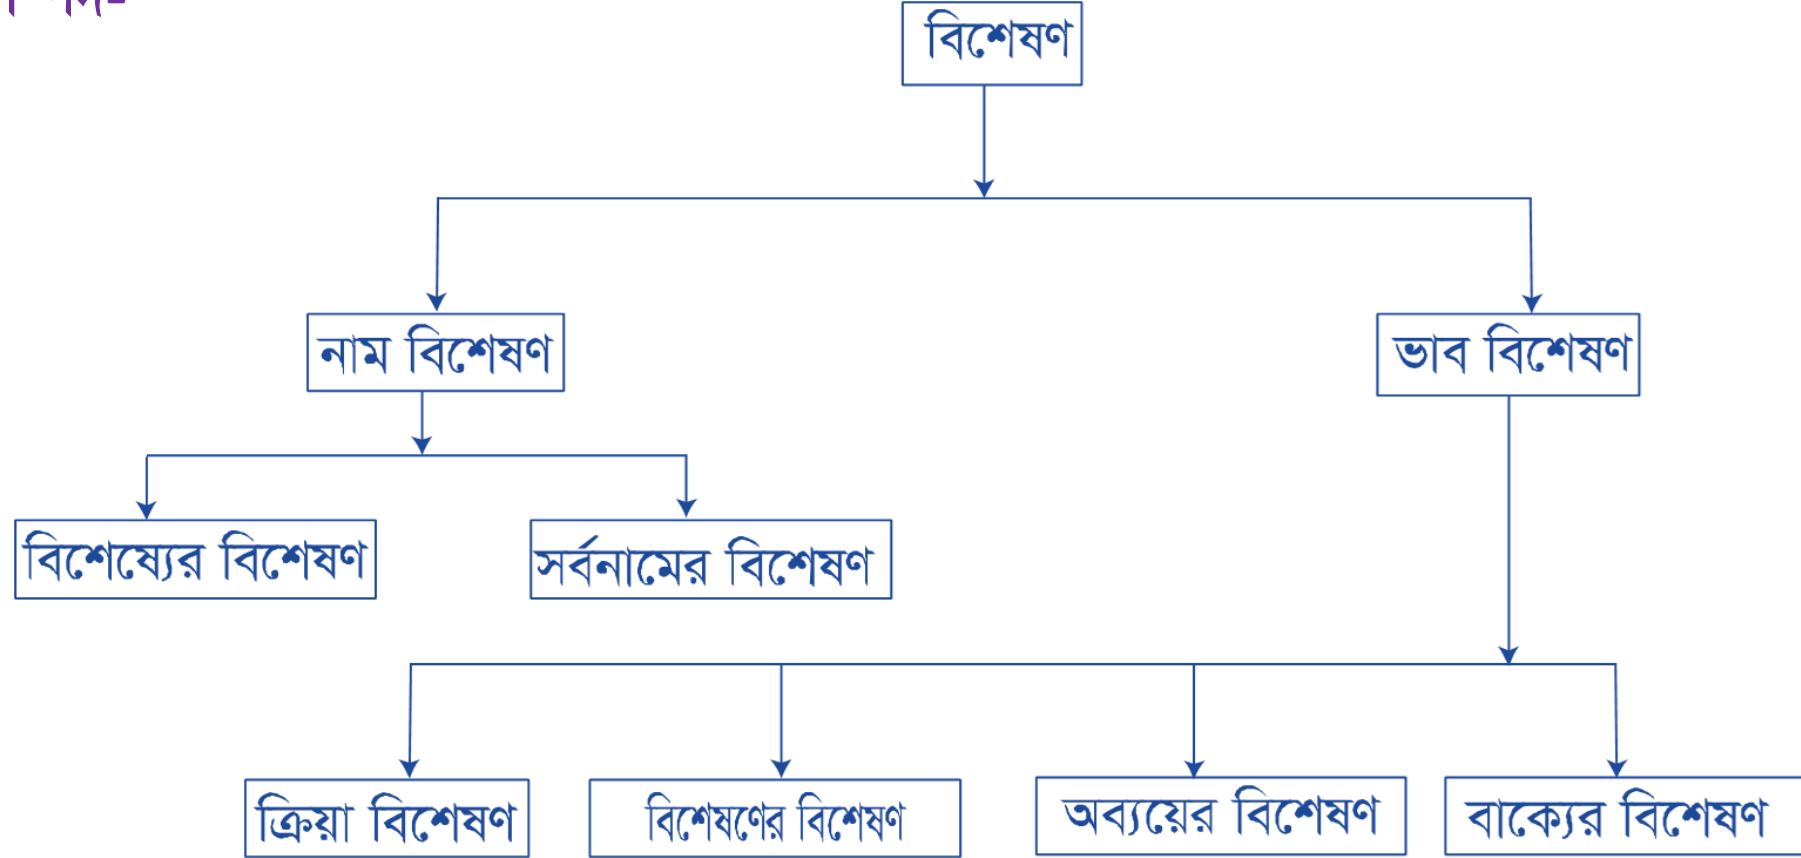 বিশেষণ
নাম বিশেষণ
ভাব বিশেষণ
বিশেষ্যের বিশেষণ
সর্বনামের বিশেষণ
ক্রিয়া বিশেষণ
বিশেষণের বিশেষণ
অব্যয়ের বিশেষণ
বাক্যের বিশেষণ